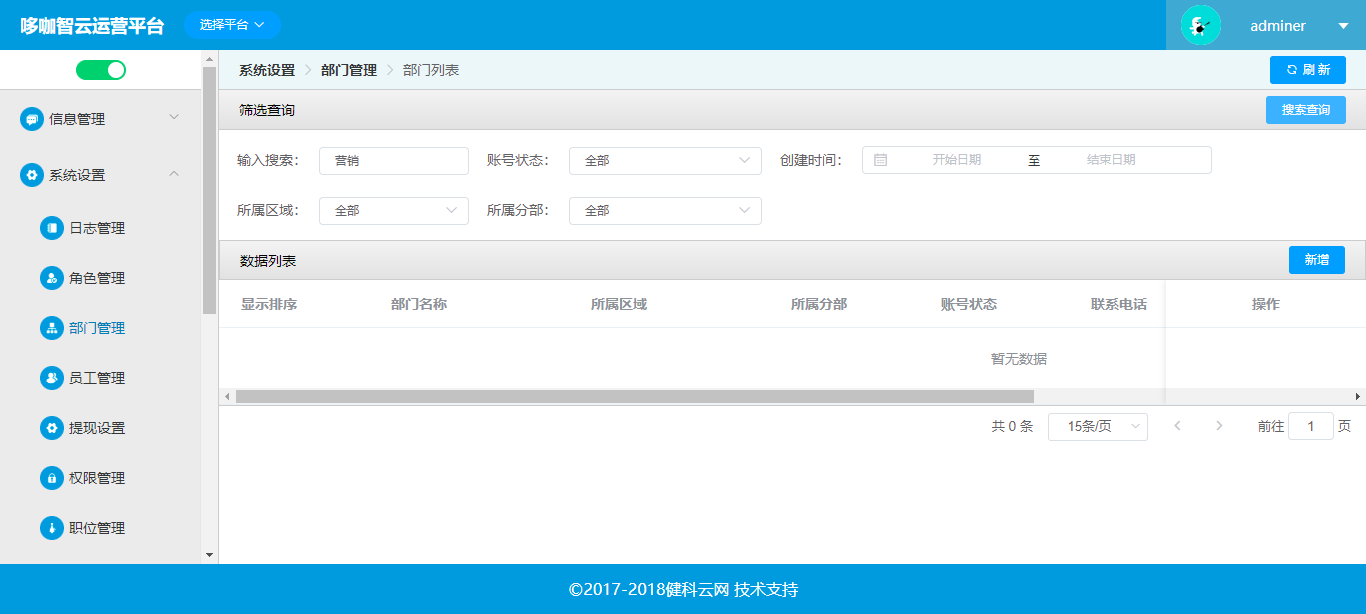 哆咖智云运营平台 选择平台 adminer
系统设置 部门管理 部门列表 刷新
信息管理
系统设置
日志管理
角色管理
部门管理
员工管理
提现设置
权限管理
职位管理
筛选查询 搜索查询
输入搜索： 营销 账号状态： 全部 创建时间： 开始日期 至 结束日期
所属区域： 全部 所属分部： 全部
数据列表 新增
显示排序 部门名称 所属区域 所属分部 账号状态 联系电话 操作
暂无数据
共 0 条 15条/页 前往 1 页
©2017-2018健科云网 技术支持